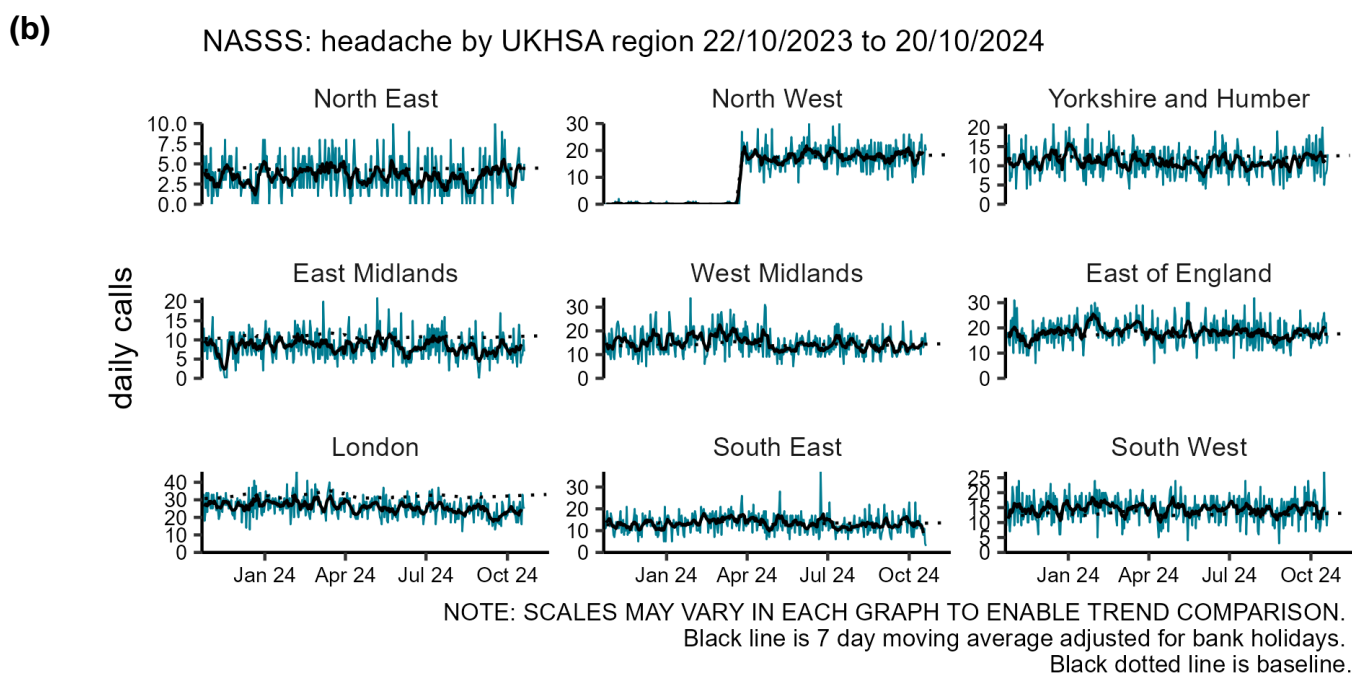 (b)
NASSS: headache by UKHSA region 22/10/2023 to 20/10/2024
daily calls
North East
10.0
7.5
5.0
2.5
0.0
North West
30
20
10
0
Yorkshire and Humber
20
15
10
5
0
East Midlands
20
15
10
5
0
West Midlands
30
20
10
0
East of England
30
20
10
0
London
40
30
20
10
0
Jan 24 Apr 24 Jul 24 Oct 24
South East
30
20
10
0
Jan 24 Apr 24 Jul 24 Oct 24
South West
25
20
15
10
5
0
Jan 24 Apr 24 Jul 24 Oct 24
NOTE: SCALES MAY VARY IN EACH GRAPH TO ENABLE TREND COMPARISON.
Black line is 7 day moving average adjusted for bank holidays.
Black dotted line is baseline.